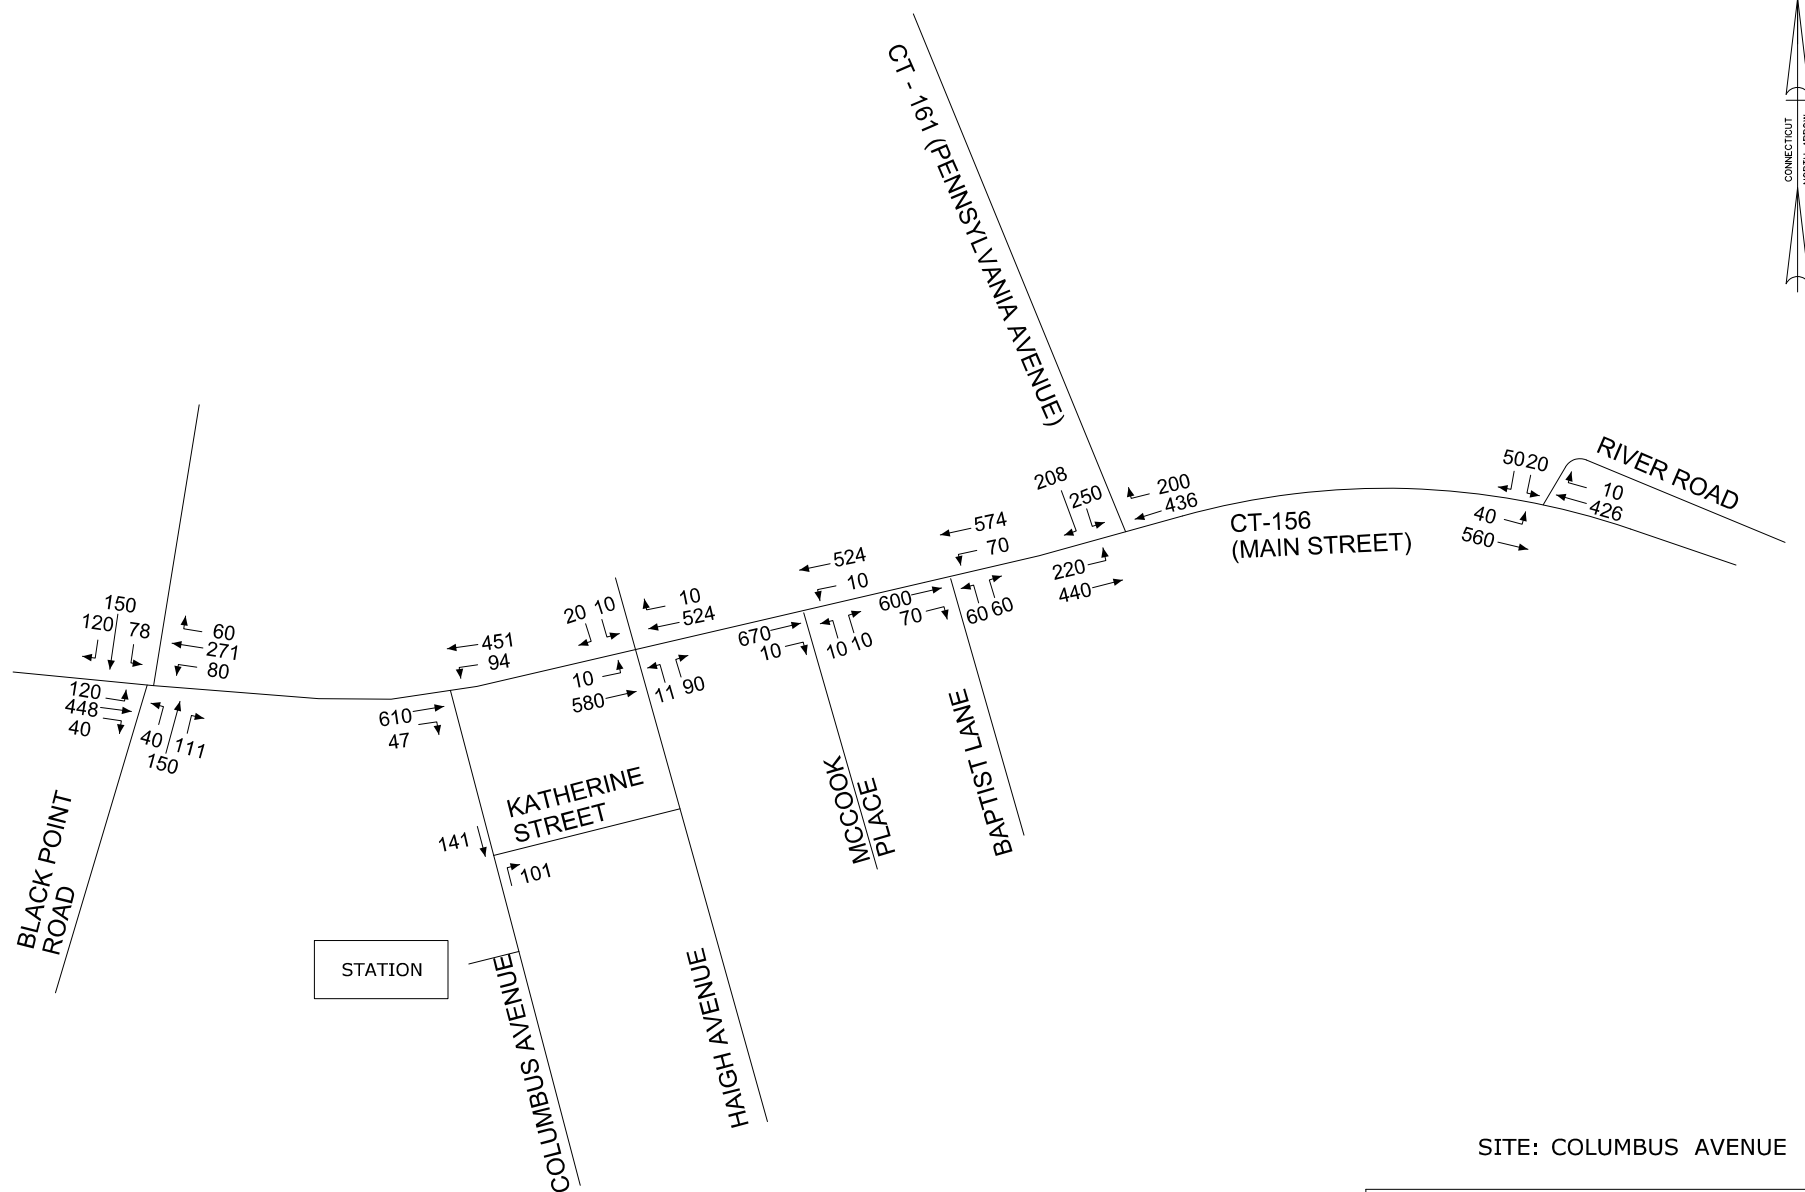 CT - 161 (PENNSYLVANIA AVENUE)
CONNECTICUT
RIVER ROAD
CT-156
(MAIN STREET)
50 20
10
426
40
560
208
250
200
436
220
440
574
70
600
70
60 60
524
10
670
10
10 10
20 10
10
524
10
580
11 90
451
94
610
47
150
120
78
60
271
80
120
448
40
40
111
150
KATHERINE
STREET
141
101
MCCOOK
PLACE
BAPTIST LANE
BLACK POINT
ROAD
STATION
COLUMBUS AVENUE
HAIGH AVENUE
SITE: COLUMBUS AVENUE